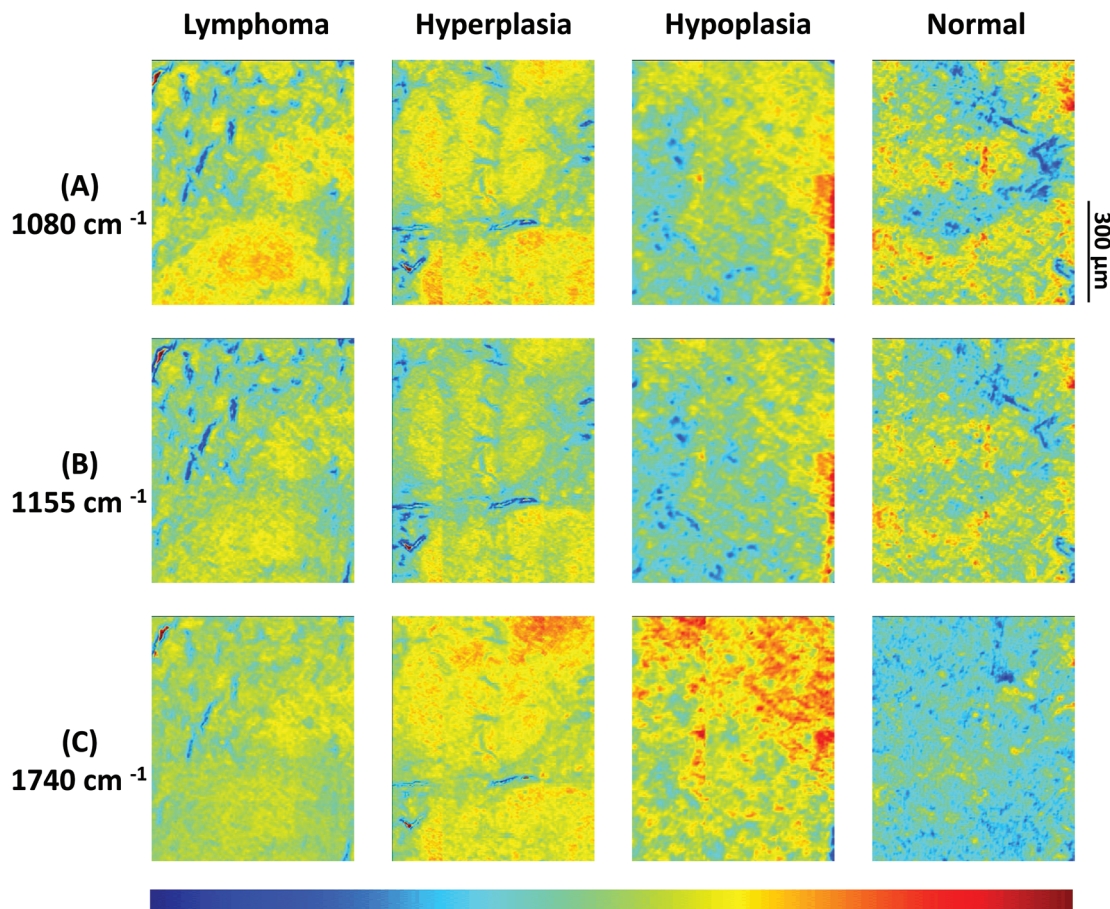 Lymphoma Hyperplasia Hypoplasia Normal
(A)
1080 cm -1
300 µm
(B)
1155 cm -1
(C)
1740 cm -1